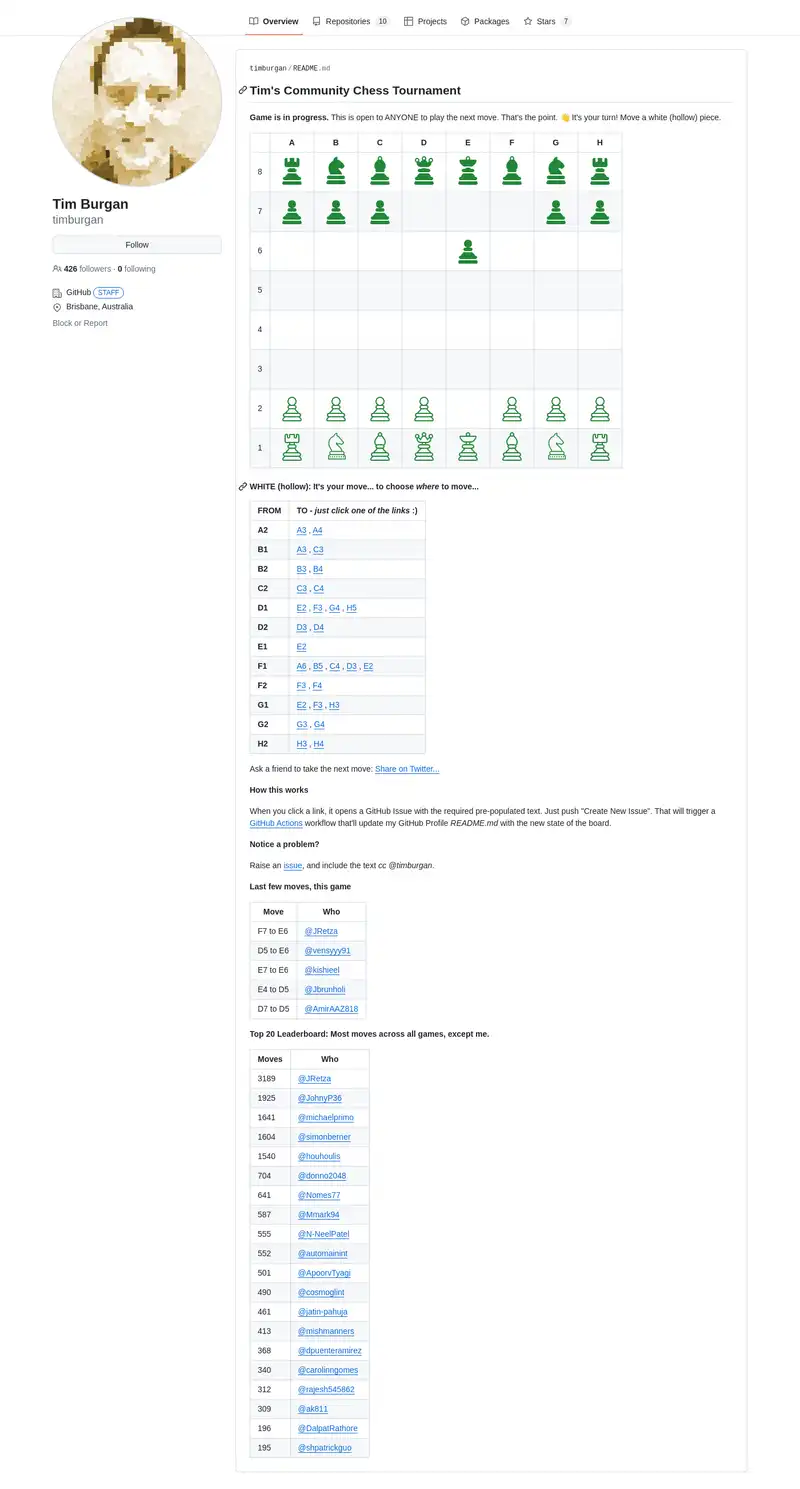 Overview Repositories 10 Projects Packages Stars 7
Tim Burgan
timburgan
Follow
426 followers · 0 following
GitHub STAFF
Brisbane, Australia
Block or Report
timburgan/README.md
Tim's Community Chess Tournament
Game is in progress. This is open to ANYONE to play the next move. That's the point. 👋 It's your turn! Move a white (hollow) piece.
A B C D E F G H
8
7
6
5
4
3
2
1
WHITE (hollow): It's your move... to choose where to move...
FROM TO - just click one of the links :)
A2 A3 , A4
B1 A3 , C3
B2 B3 , B4
C2 C3 , C4
D1 E2 , F3 , G4 , H5
D2 D3 , D4
E1 E2
F1 A6 , B5 , C4 , D3 , E2
F2 F3 , F4
G1 E2 , F3 , H3
G2 G3 , G4
H2 H3 , H4
Ask a friend to take the next move: Share on Twitter...
How this works
When you click a link, it opens a GitHub Issue with the required pre-populated text. Just push "Create New Issue". That will trigger a
GitHub Actions workflow that'll update my GitHub Profile README.md with the new state of the board.
Notice a problem?
Raise an issue, and include the text cc @timburgan.
Last few moves, this game
Move Who
F7 to E6 @JRetza
D5 to E6 @vensyyy91
E7 to E6 @kishieel
E4 to D5 @Jbrunholi
D7 to D5 @AmirAAZ818
Top 20 Leaderboard: Most moves across all games, except me.
Moves Who
3189 @JRetza
1925 @JohnyP36
1641 @michaelprimo
1604 @simonberner
1540 @houhoulis
704 @donno2048
641 @Nomes77
587 @Mmark94
555 @N-NeelPatel
552 @automainint
501 @ApoorvTyagi
490 @cosmoglint
461 @jatin-pahuja
413 @mishmanners
368 @dpuenteramirez
340 @carolinngomes
312 @rajesh545862
309 @ak811
196 @DalpatRathore
195 @shpatrickguo